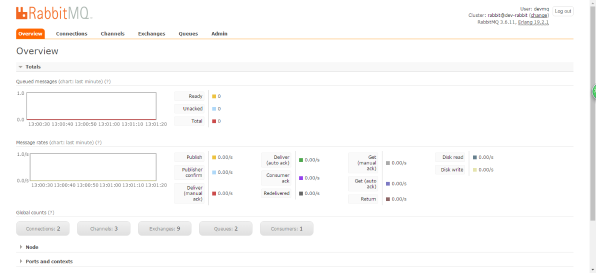 RabbitMQ
User: devmq
Cluster: rabbit@dev-rabbit (change)
RabbitMQ 3.6.11, Erlang 19.2.1
Log out
Overview Connections Channels Exchanges Queues Admin
Overview
Totals
Queued messages (chart: last minute) (?)
1.0
0.0
13:00:30 13:00:40 13:00:50 13:01:00 13:01:10 13:01:20
Ready 0
Unacked 0
Total 0
Message rates (chart: last minute) (?)
1.0/s
0.0/s
13:00:30 13:00:40 13:00:50 13:01:00 13:01:10 13:01:20
Publish 0.00/s
Publisher confirm 0.00/s
Deliver (manual ack) 0.00/s
Deliver (auto ack) 0.00/s
Consumer ack 0.00/s
Redelivered 0.00/s
Get (manual ack) 0.00/s
Get (auto ack) 0.00/s
Return 0.00/s
Disk read 0.00/s
Disk write 0.00/s
Global counts (?)
Connections: 2 Channels: 3 Exchanges: 9 Queues: 2 Consumers: 1
Node
Ports and contexts